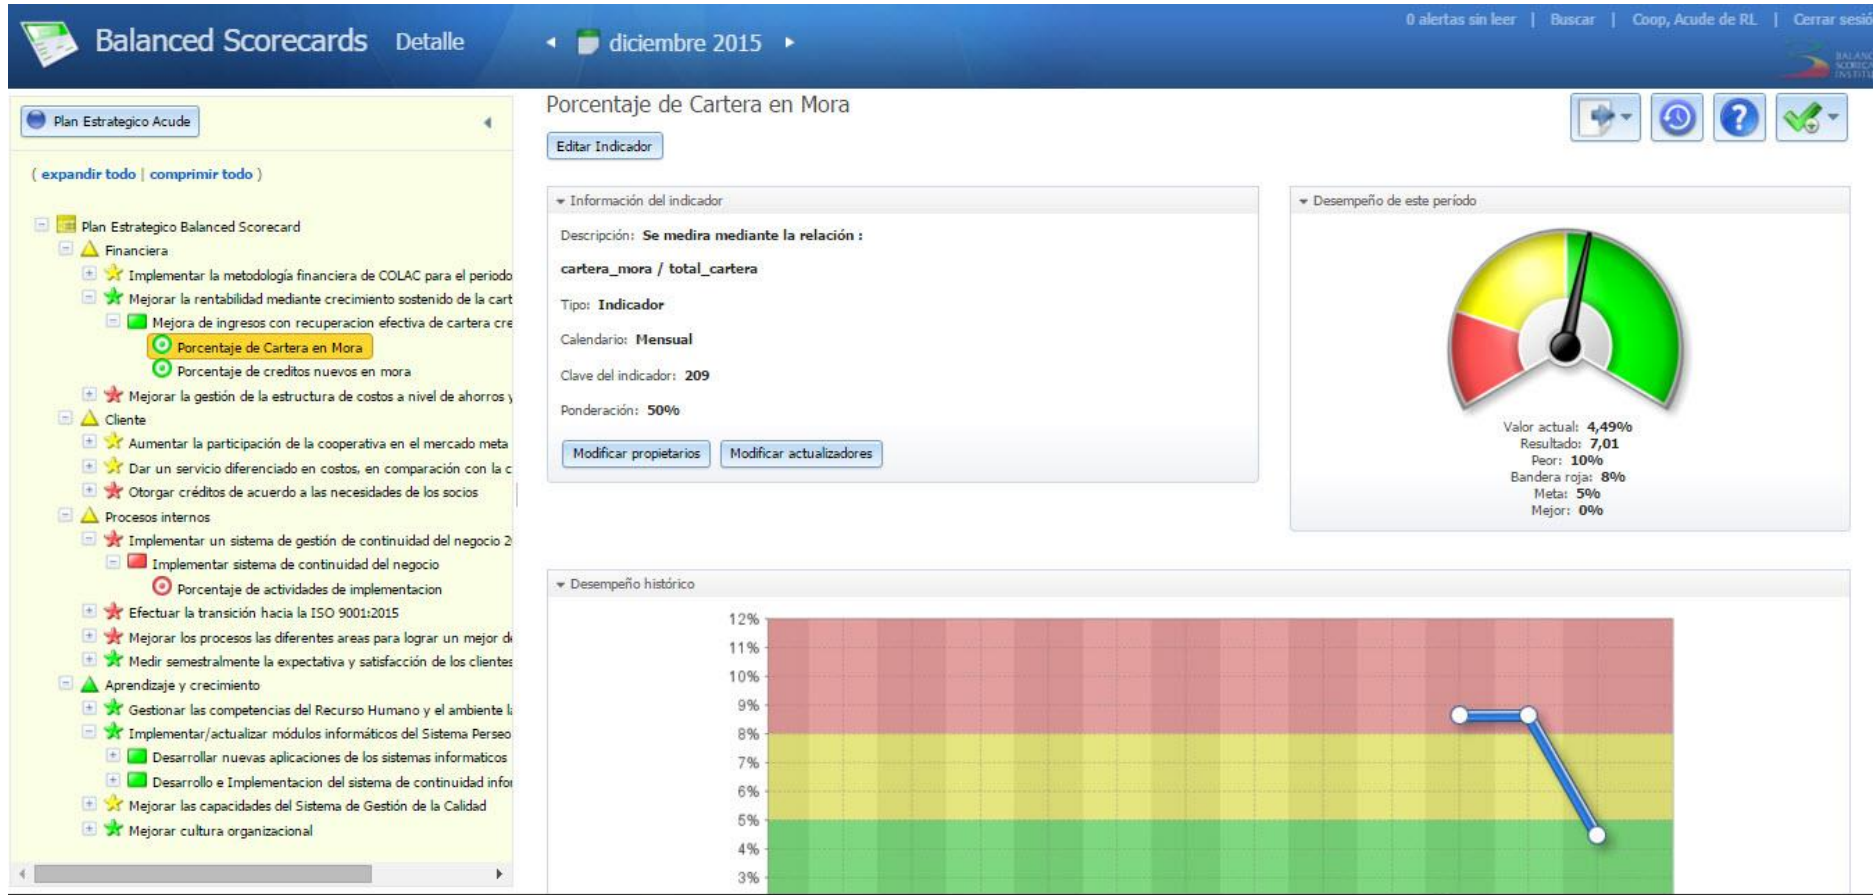 0 alertas sin leer | Buscar | Coop, Acude de RL | Cerrar sesió
Balanced Scorecards Detalle diciembre 2015
BALANC
SCOREC
INSTITU
Plan Estrategico Acude
( expandir todo | comprimir todo )
Plan Estrategico Balanced Scorecard
Financiera
Implementar la metodología financiera de COLAC para el periodo
Mejorar la rentabilidad mediante crecimiento sostenido de la cart
Mejora de ingresos con recuperacion efectiva de cartera cre
Porcentaje de Cartera en Mora
Porcentaje de creditos nuevos en mora
Mejorar la gestión de la estructura de costos a nivel de ahorros y
Cliente
Aumentar la participación de la cooperativa en el mercado meta
Dar un servicio diferenciado en costos, en comparación con la c
Otorgar créditos de acuerdo a las necesidades de los socios
Procesos internos
Implementar un sistema de gestión de continuidad del negocio 2
Implementar sistema de continuidad del negocio
Porcentaje de actividades de implementacion
Efectuar la transición hacia la ISO 9001:2015
Mejorar los procesos las diferentes areas para lograr un mejor de
Medir semestralmente la expectativa y satisfacción de los clientes
Aprendizaje y crecimiento
Gestionar las competencias del Recurso Humano y el ambiente la
Implementar/actualizar módulos informáticos del Sistema Perseo
Desarrollar nuevas aplicaciones de los sistemas informaticos
Desarrollo e Implementacion del sistema de continuidad infor
Mejorar las capacidades del Sistema de Gestión de la Calidad
Mejorar cultura organizacional
Porcentaje de Cartera en Mora
Editar Indicador
Información del indicador
Descripción: Se medira mediante la relación :
cartera_mora / total_cartera
Tipo: Indicador
Calendario: Mensual
Clave del indicador: 209
Ponderación: 50%
Modificar propietarios Modificar actualizadores
Desempeño de este período
Valor actual: 4,49%
Resultado: 7,01
Peor: 10%
Bandera roja: 8%
Meta: 5%
Mejor: 0%
Desempeño histórico
12%
11%
10%
9%
8%
7%
6%
5%
4%
3%